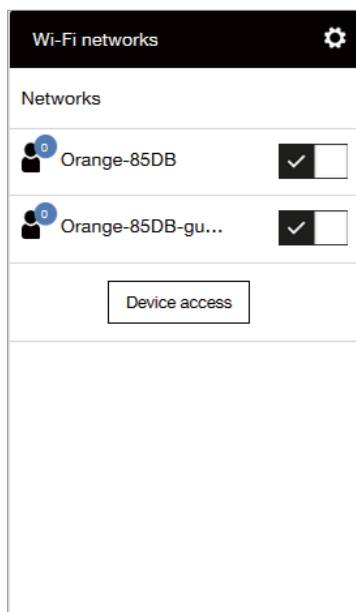 Wi-Fi networks
Networks
0
Orange-85DB
0
Orange-85DB-gu...
Device access